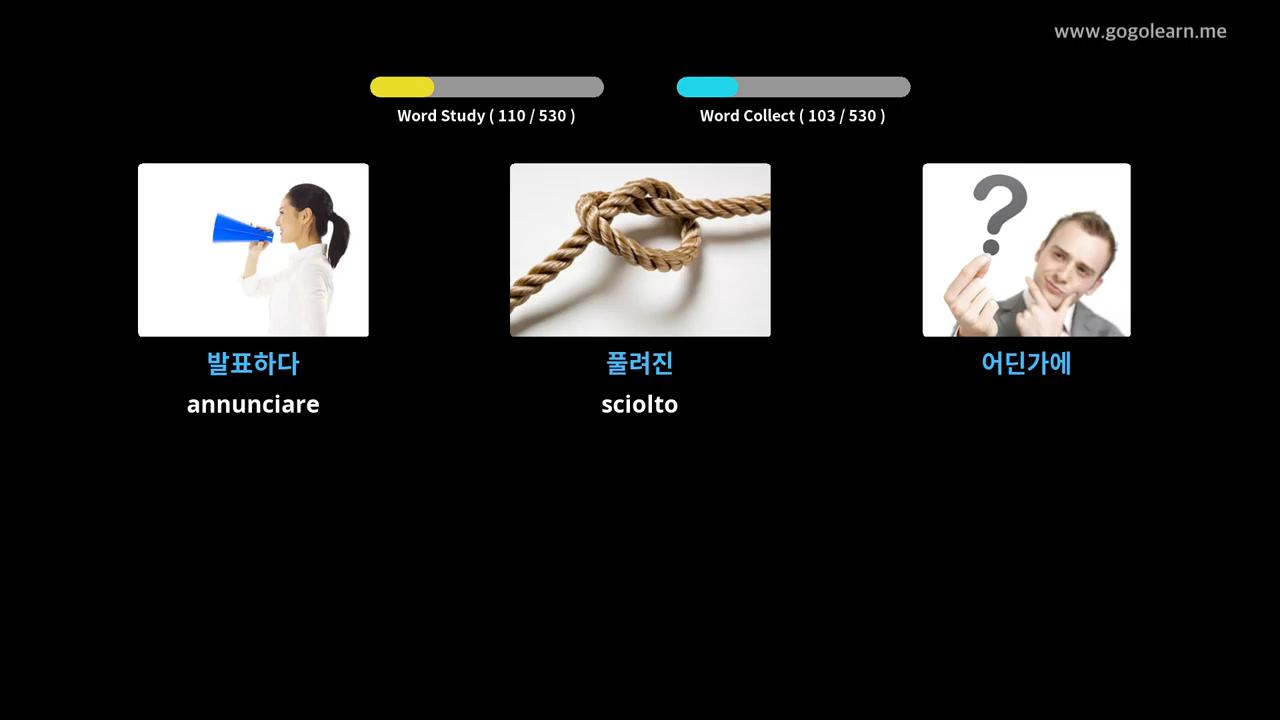 www.gogolearn.me
Word Study ( 110 / 530 )
Word Collect ( 103 / 530 )
발표하다
풀려진
어딘가에
annunciare
sciolto